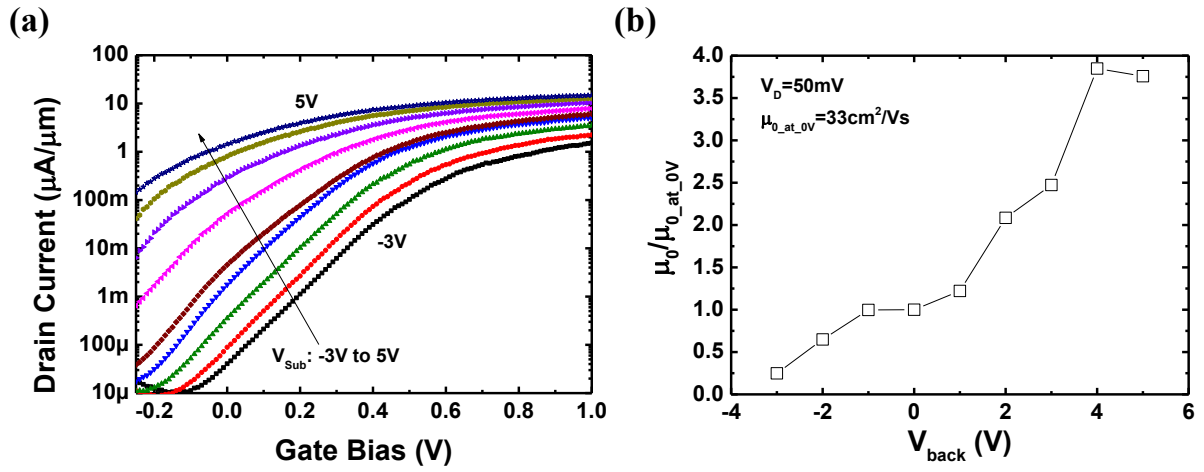 (a)
100
10
1
100m
10m
1m
100µ
10µ
Drain Current (µA/µm)
5V
-3V
V_Sub: -3V to 5V
-0.2 0.0 0.2 0.4 0.6 0.8 1.0
Gate Bias (V)
(b)
4.0
3.5
3.0
2.5
2.0
1.5
1.0
0.5
0.0
µ_0/µ_0_at_0V
V_D=50mV
µ_0_at_0V=33cm²/Vs
-4 -2 0 2 4 6
V_back (V)